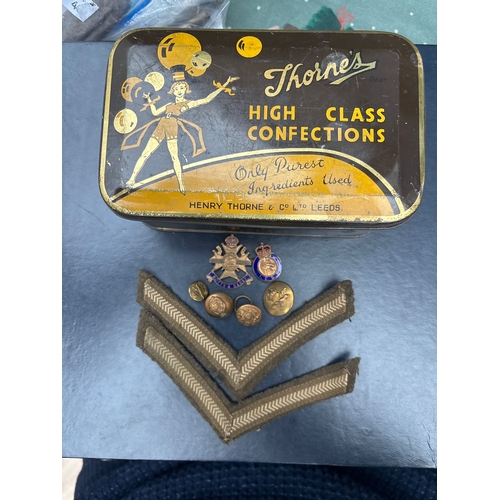 Thorne's
HIGH CLASS
CONFECTIONS
Only Purest
Ingredients Used
HENRY THORNE & CO LTD LEEDS.